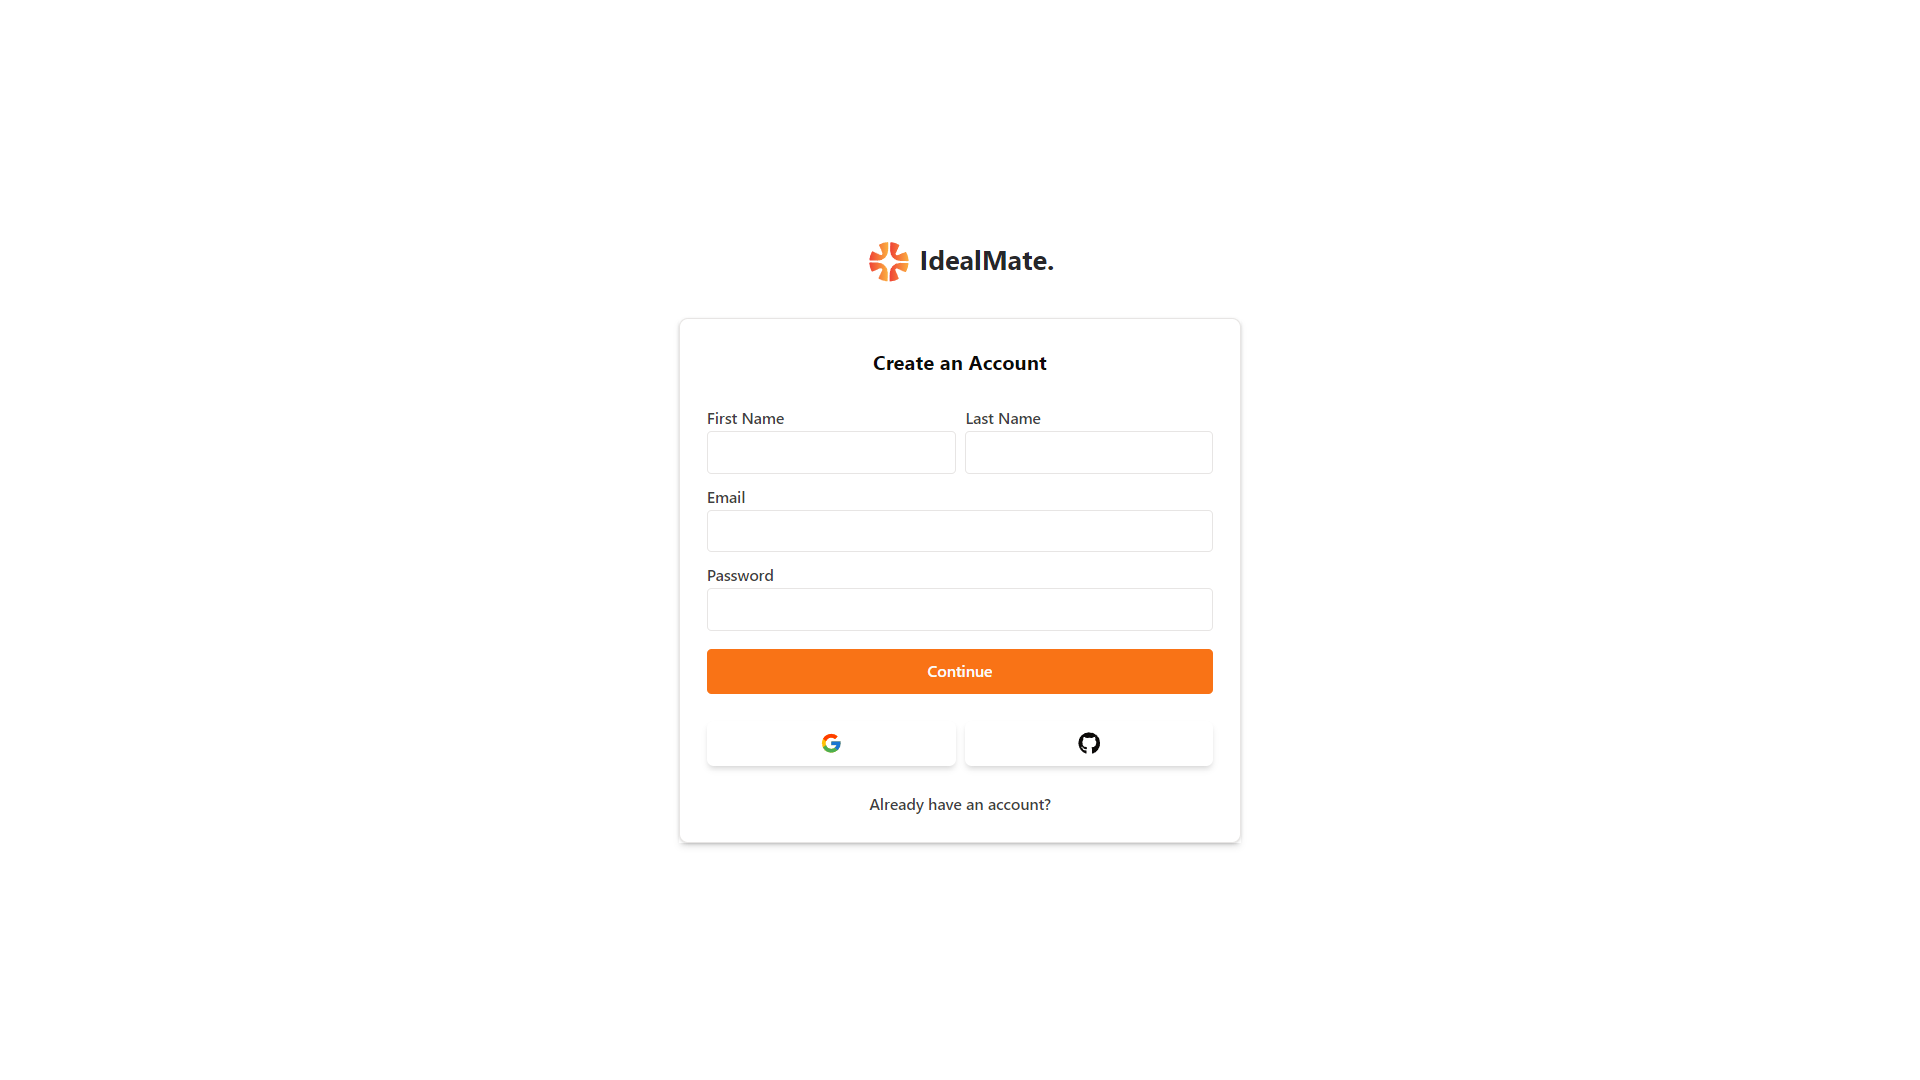 IdealMate.
Create an Account
First Name
Last Name
Email
Password
Continue
Already have an account?